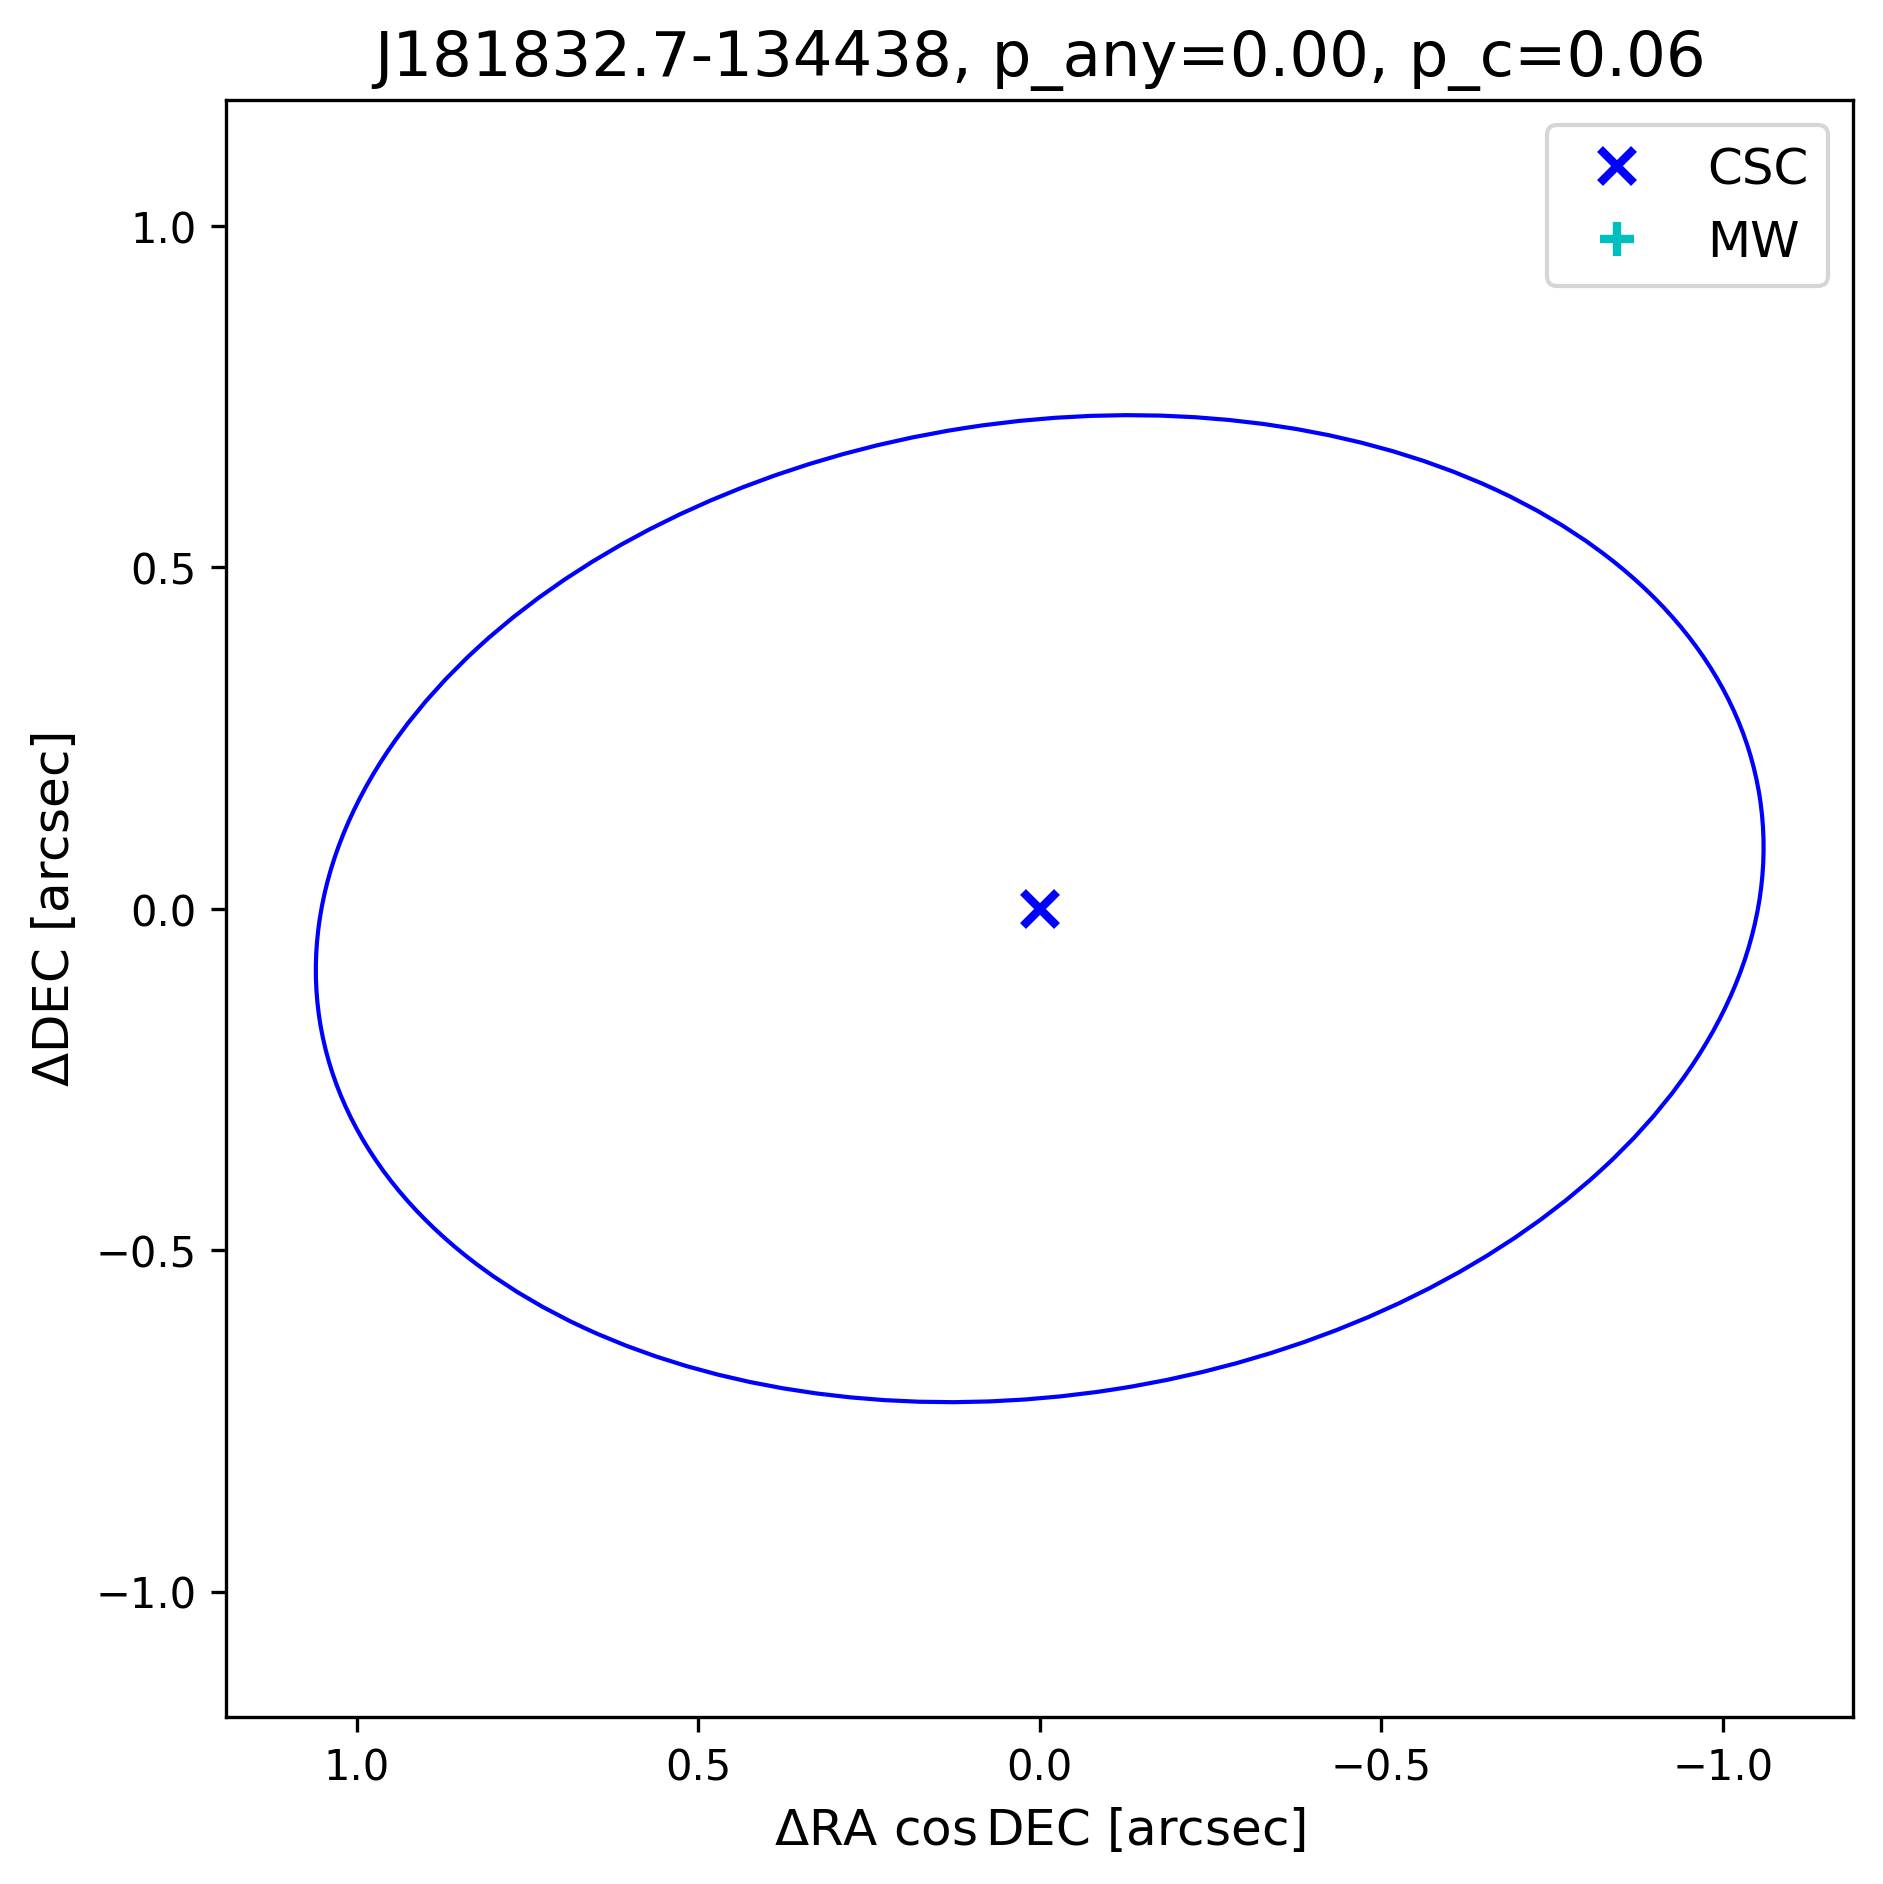 J181832.7-134438, p_any=0.00, p_c=0.06
CSC
MW
1.0
0.5
0.0
−0.5
−1.0
ΔDEC [arcsec]
1.0 0.5 0.0 −0.5 −1.0
ΔRA cos DEC [arcsec]